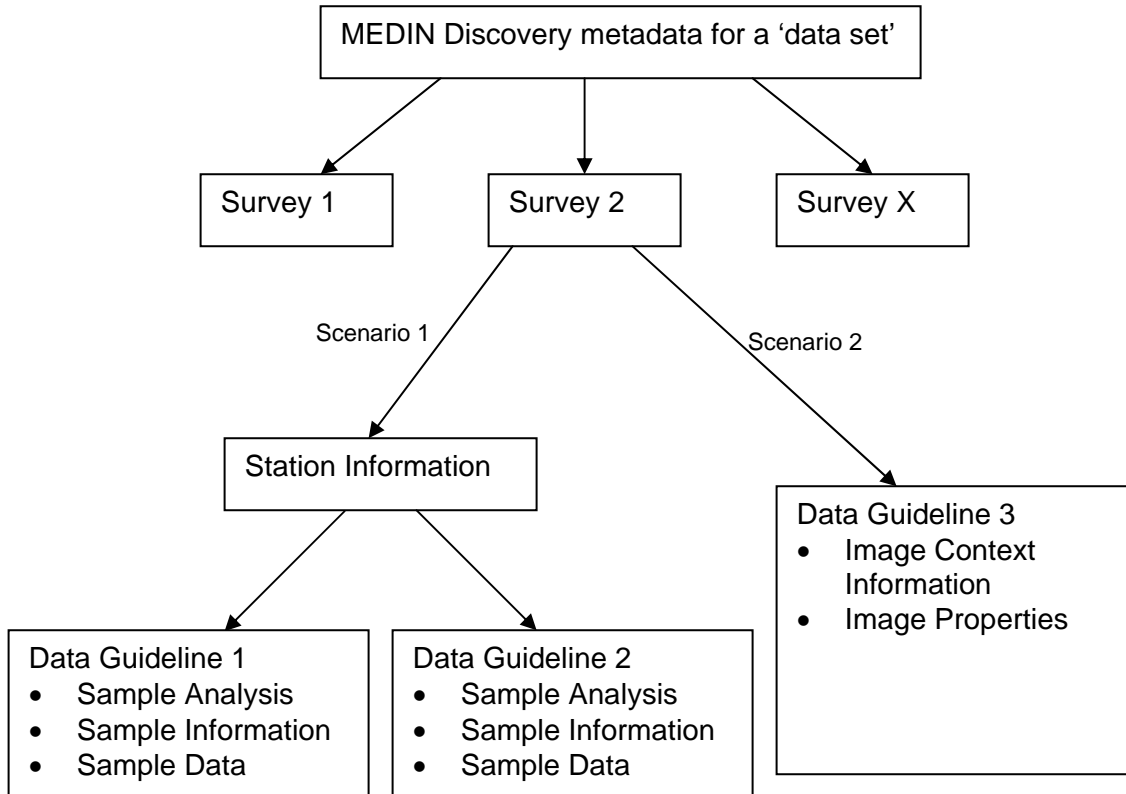 MEDIN Discovery metadata for a ‘data set’
Survey 1
Survey 2
Survey X
Scenario 1
Scenario 2
Station Information
Data Guideline 3
• Image Context
Information
• Image Properties
Data Guideline 1
• Sample Analysis
• Sample Information
• Sample Data
Data Guideline 2
• Sample Analysis
• Sample Information
• Sample Data